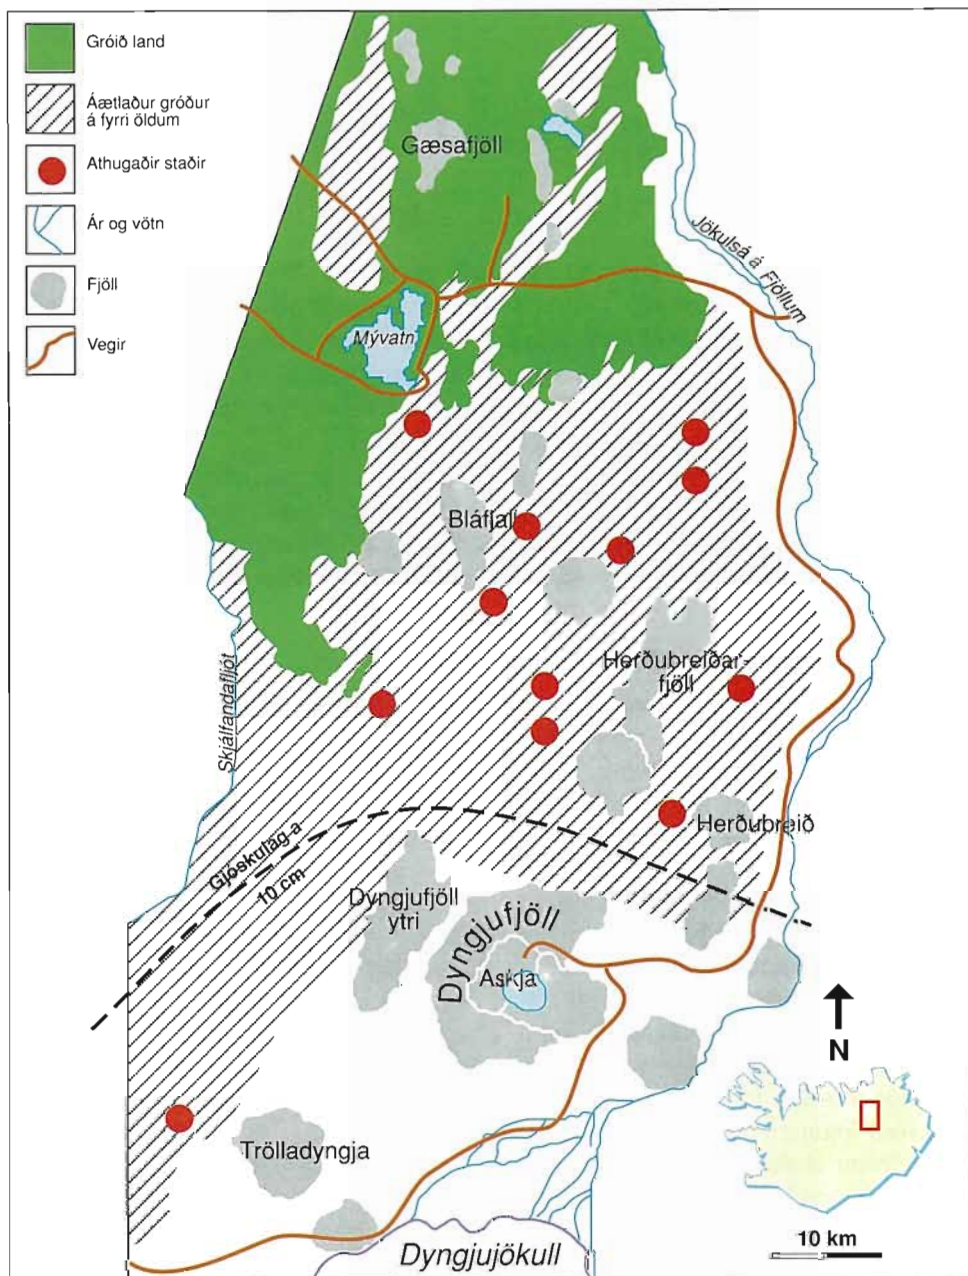 Gróið land
Áætlaður gróður
á fyrri öldum
Athugaðir staðir
Ár og vötn
Fjöll
Vegir
Gæsafjöll
Jökulsá á Fjöllum
Mývatn
Bláfjall
Herðubreiðar-
fjöll
Skjálfandafljót
Herðubreið
Gjóskulag a
10 cm
Dyngjufjöll
ytri
Dyngjufjöll
Askja
N
Trölladyngja
10 km
Dyngjujökull